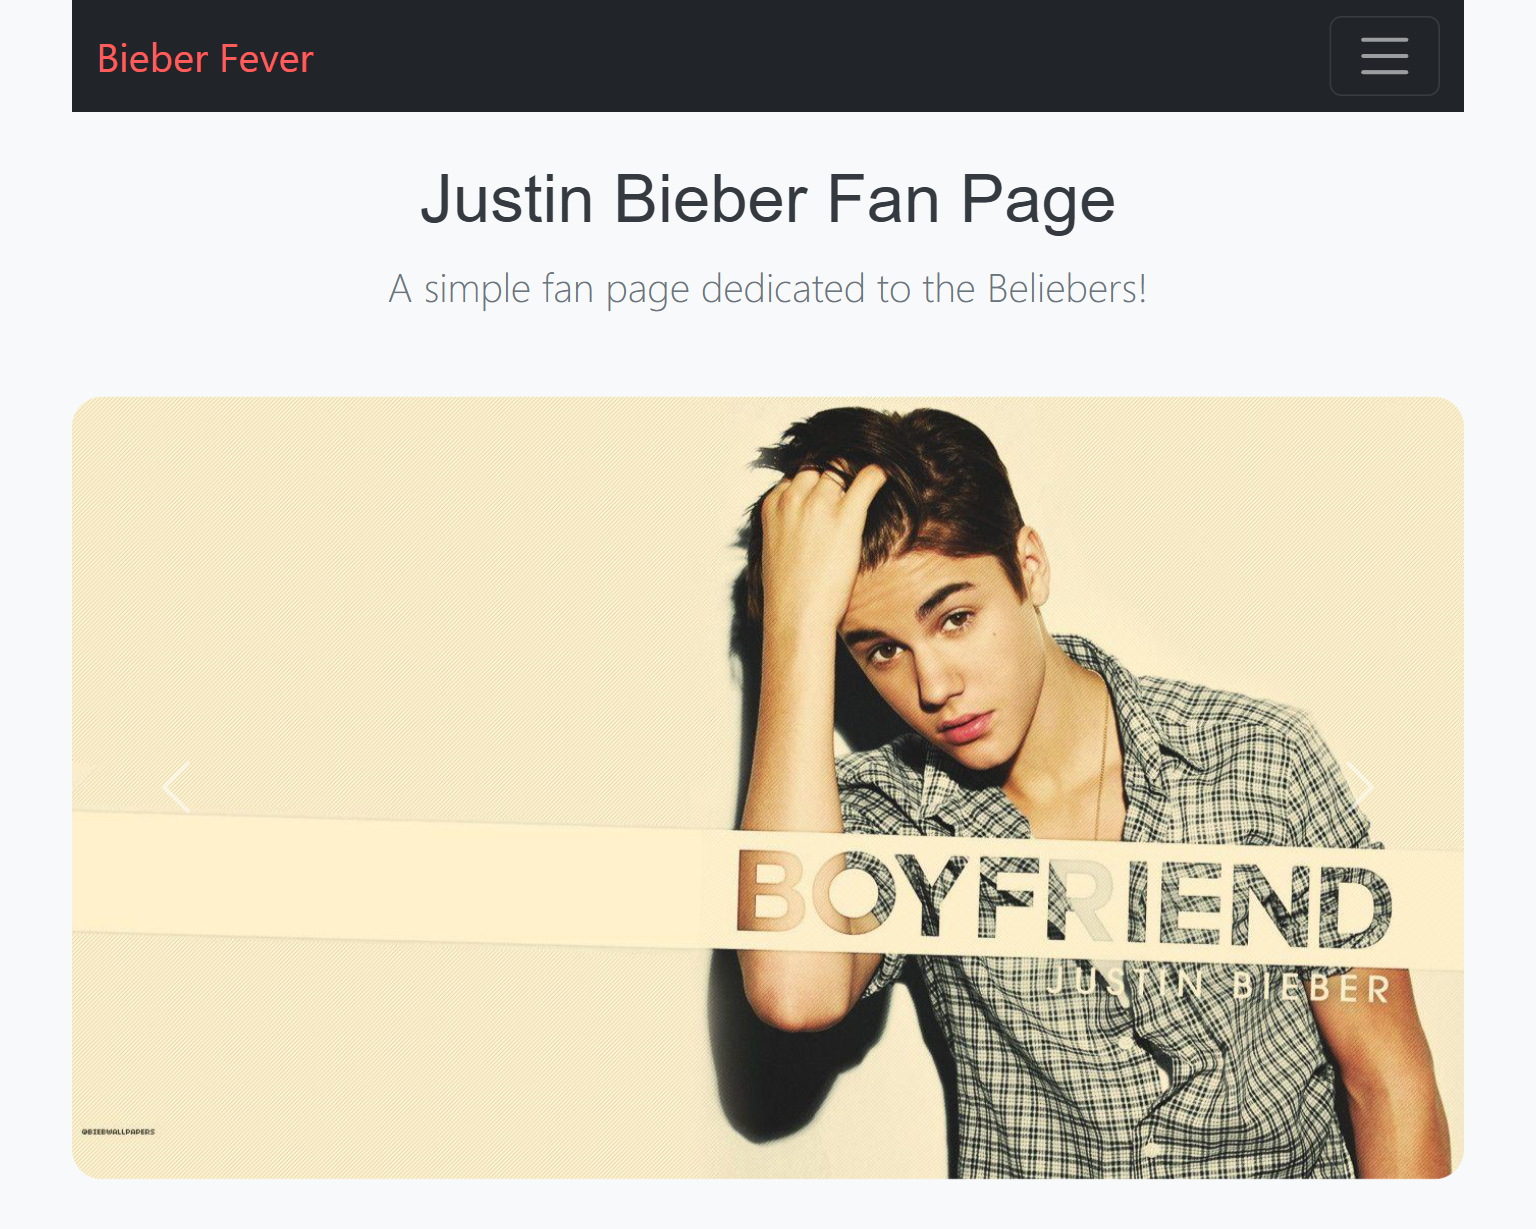 Bieber Fever
Justin Bieber Fan Page
A simple fan page dedicated to the Beliebers!
BOYFRIEND
JUSTIN BIEBER
@BIEBWALLPAPERS